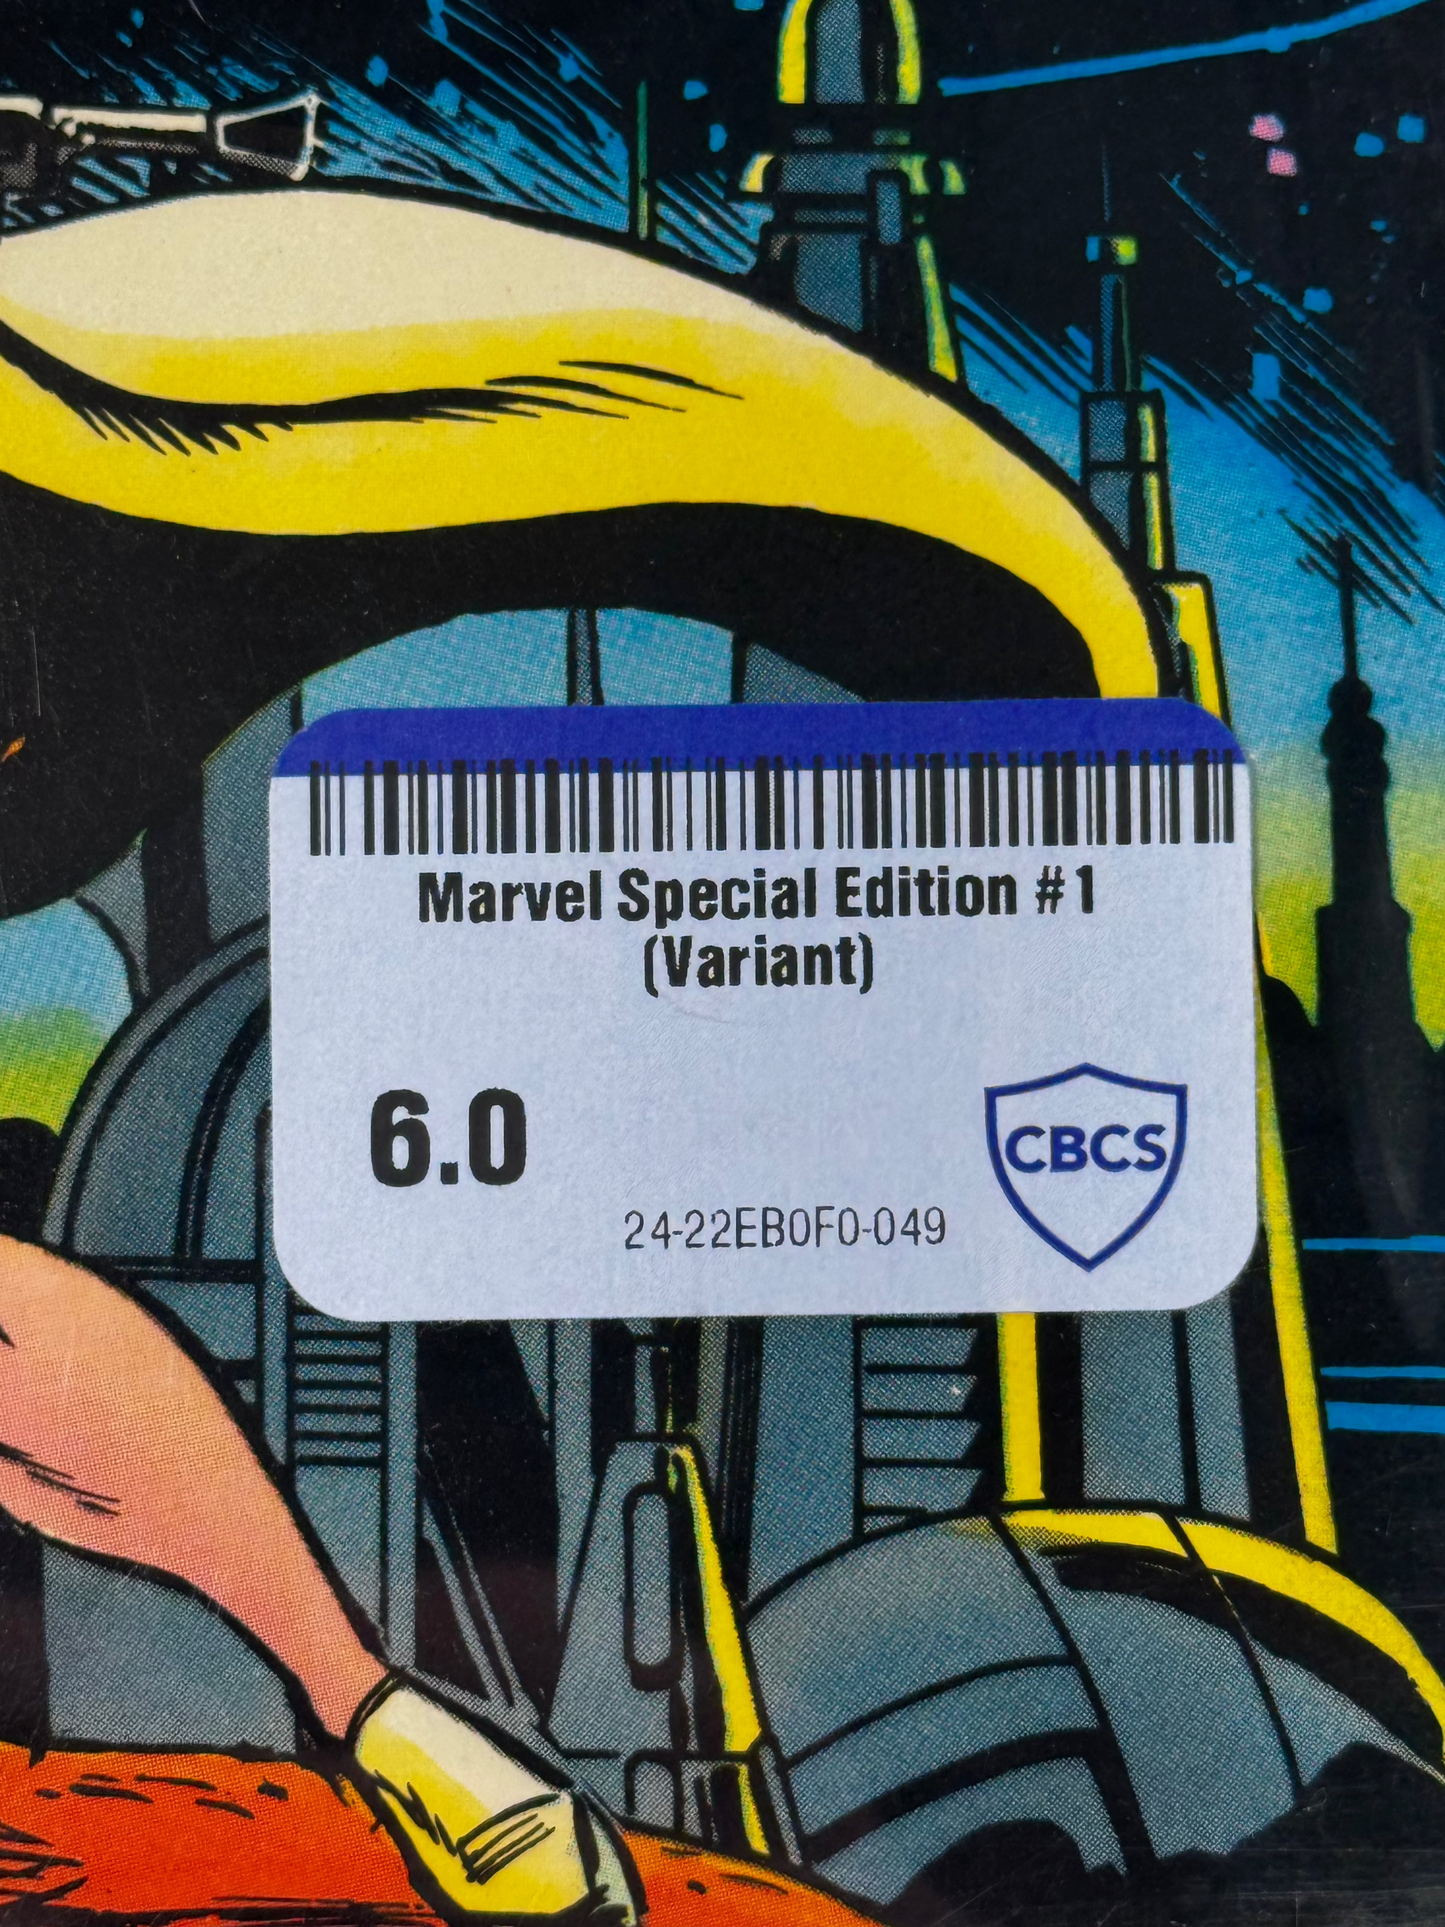 Marvel Special Edition #1
(Variant)
6.0
CBCS
24-22EB0F0-049